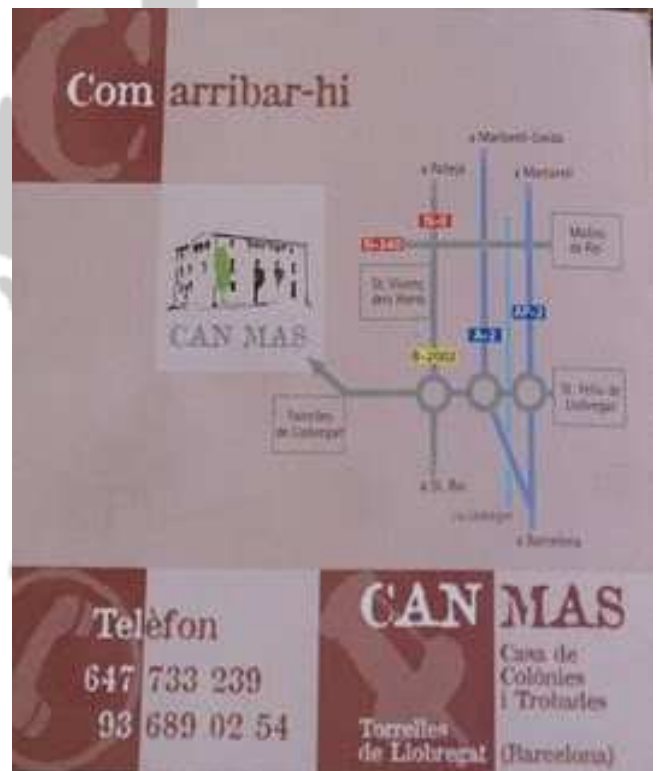 Com arribar-hi
a Martorell-Lleida
a Pallejà
a Martorell
N-II
N-340
Molins
de Rei
St. Vicenç
dels Horts
CAN MAS
AP-2
A-2
B-2002
St. Feliu de
Llobregat
Torrelles
de Llobregat
a St. Boi
riu Llobregat
a Barcelona
Telèfon
647 733 239
93 689 02 54
CAN MAS
Casa de
Colònies
i Trobades
Torrelles
de Llobregat (Barcelona)